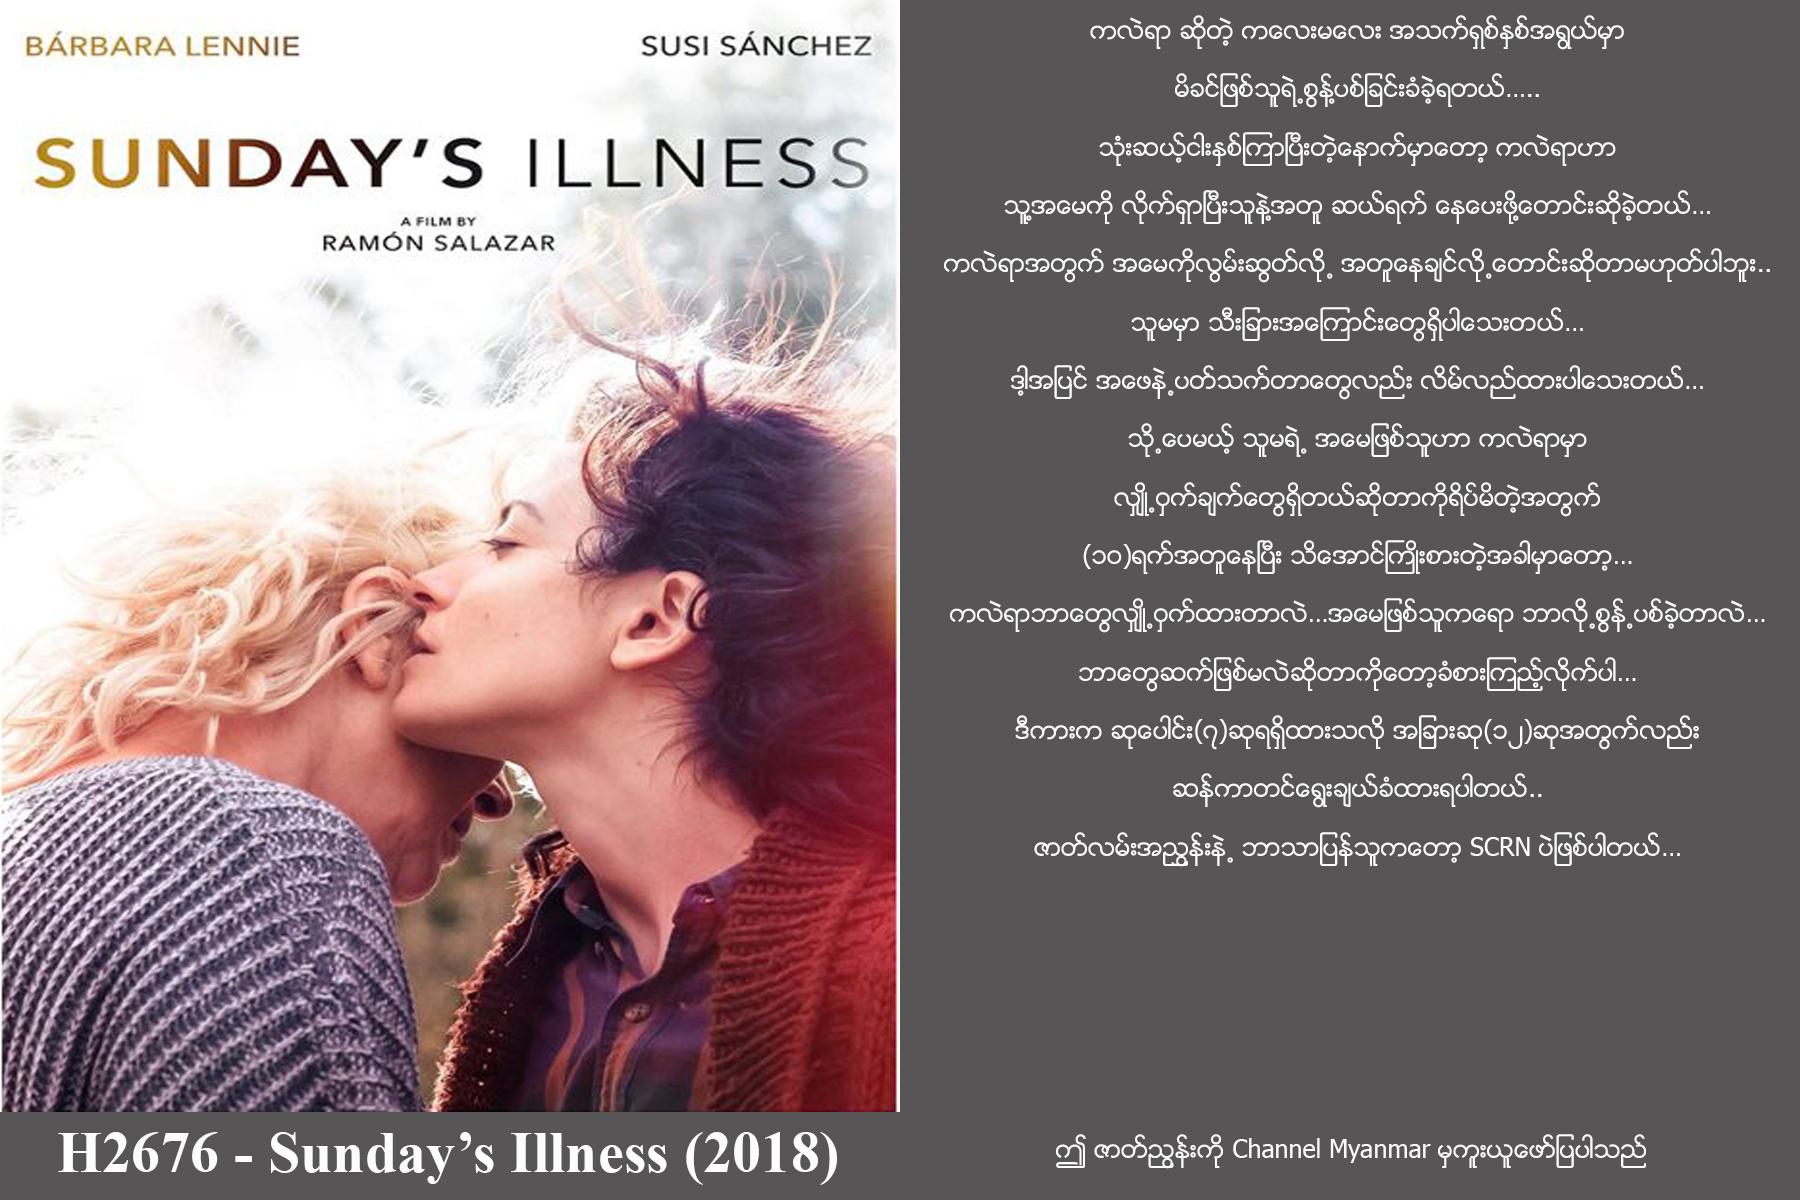 BÁRBARA LENNIE
SUSI SÁNCHEZ
SUNDAY'S ILLNESS
A FILM BY
RAMÓN SALAZAR
H2676 - Sunday's Illness (2018)
ကလဲရာ ဆိုတဲ့ ကလေးမလေး အသက်ရှစ်နှစ်အရွယ်မှာ
မိခင်ဖြစ်သူရဲ့စွန့်ပစ်ခြင်းခံခဲ့ရတယ်.....
သုံးဆယ့်ငါးနှစ်ကြာပြီးတဲ့နောက်မှာတော့ ကလဲရာဟာ
သူ့အမေကို လိုက်ရှာပြီးသူနဲ့အတူ ဆယ်ရက် နေပေးဖို့တောင်းဆိုခဲ့တယ်...
ကလဲရာအတွက် အမေကိုလွမ်းဆွတ်လို့ အတူနေချင်လို့တောင်းဆိုတာမဟုတ်ပါဘူး..
သူမမှာ သီးခြားအကြောင်းတွေရှိပါသေးတယ်...
ဒါ့အပြင် အဖေနဲ့ပတ်သက်တာတွေလည်း လိမ်လည်ထားပါသေးတယ်...
သို့ပေမယ့် သူမရဲ့ အမေဖြစ်သူဟာ ကလဲရာမှာ
လျှို့ဝှက်ချက်တွေရှိတယ်ဆိုတာကိုရိပ်မိတဲ့အတွက်
(၁၀)ရက်အတူနေပြီး သိအောင်ကြိုးစားတဲ့အခါမှာတော့...
ကလဲရာဘာတွေလျှို့ဝှက်ထားတာလဲ...အမေဖြစ်သူကရော ဘာလို့စွန့်ပစ်ခဲ့တာလဲ...
ဘာတွေဆက်ဖြစ်မလဲဆိုတာကိုတော့ခံစားကြည့်လိုက်ပါ...
ဒီကားက ဆုပေါင်း(၇)ဆုရရှိထားသလို အခြားဆု(၁၂)ဆုအတွက်လည်း
ဆန်ကာတင်ရွေးချယ်ခံထားရပါတယ်..
ဇာတ်လမ်းအညွှန်းနဲ့ ဘာသာပြန်သူကတော့ SCRN ပဲဖြစ်ပါတယ်...
ဤ ဇာတ်ညွှန်းကို Channel Myanmar မှကူးယူဖော်ပြပါသည်